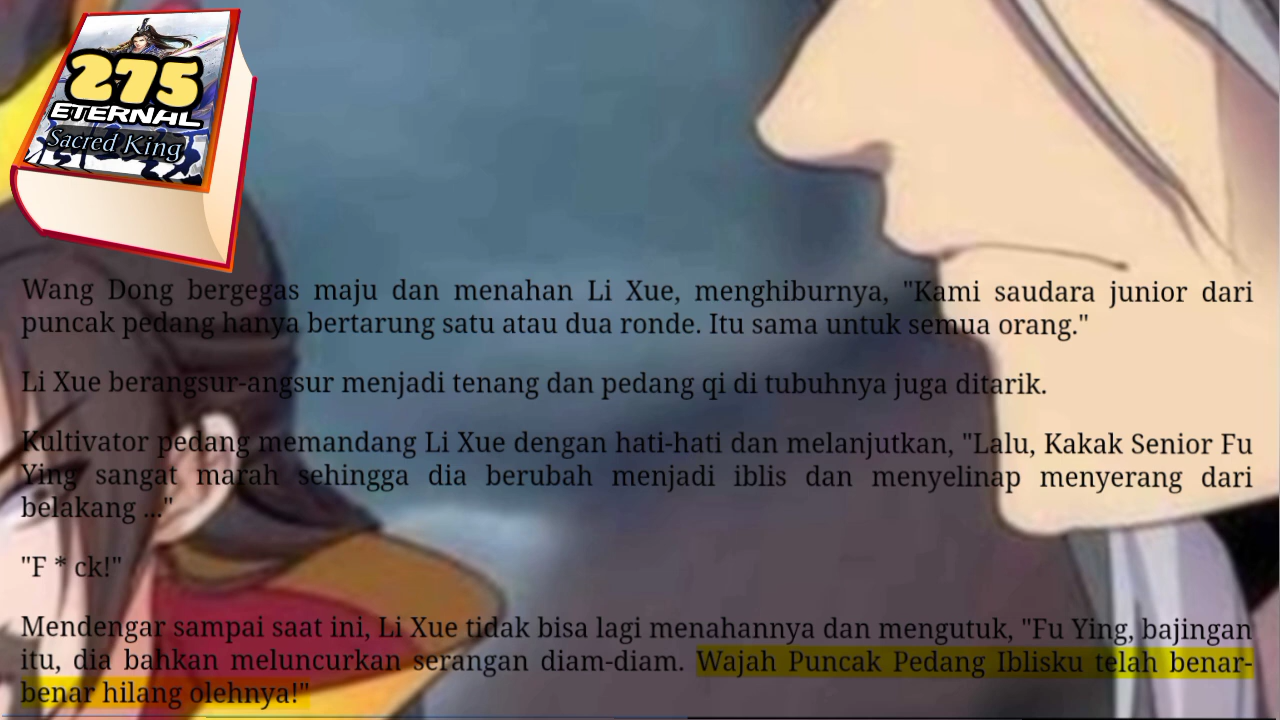 275
ETERNAL
Sacred King
Wang Dong bergegas maju dan menahan Li Xue, menghiburnya, "Kami saudara junior dari
puncak pedang hanya bertarung satu atau dua ronde. Itu sama untuk semua orang."
Li Xue berangsur-angsur menjadi tenang dan pedang qi di tubuhnya juga ditarik.
Kultivator pedang memandang Li Xue dengan hati-hati dan melanjutkan, "Lalu, Kakak Senior Fu
Ying sangat marah sehingga dia berubah menjadi iblis dan menyelinap menyerang dari
belakang ..."
"F * ck!"
Mendengar sampai saat ini, Li Xue tidak bisa lagi menahannya dan mengutuk, "Fu Ying, bajingan
itu, dia bahkan meluncurkan serangan diam-diam. Wajah Puncak Pedang Iblisku telah benar-
benar hilang olehnya!"